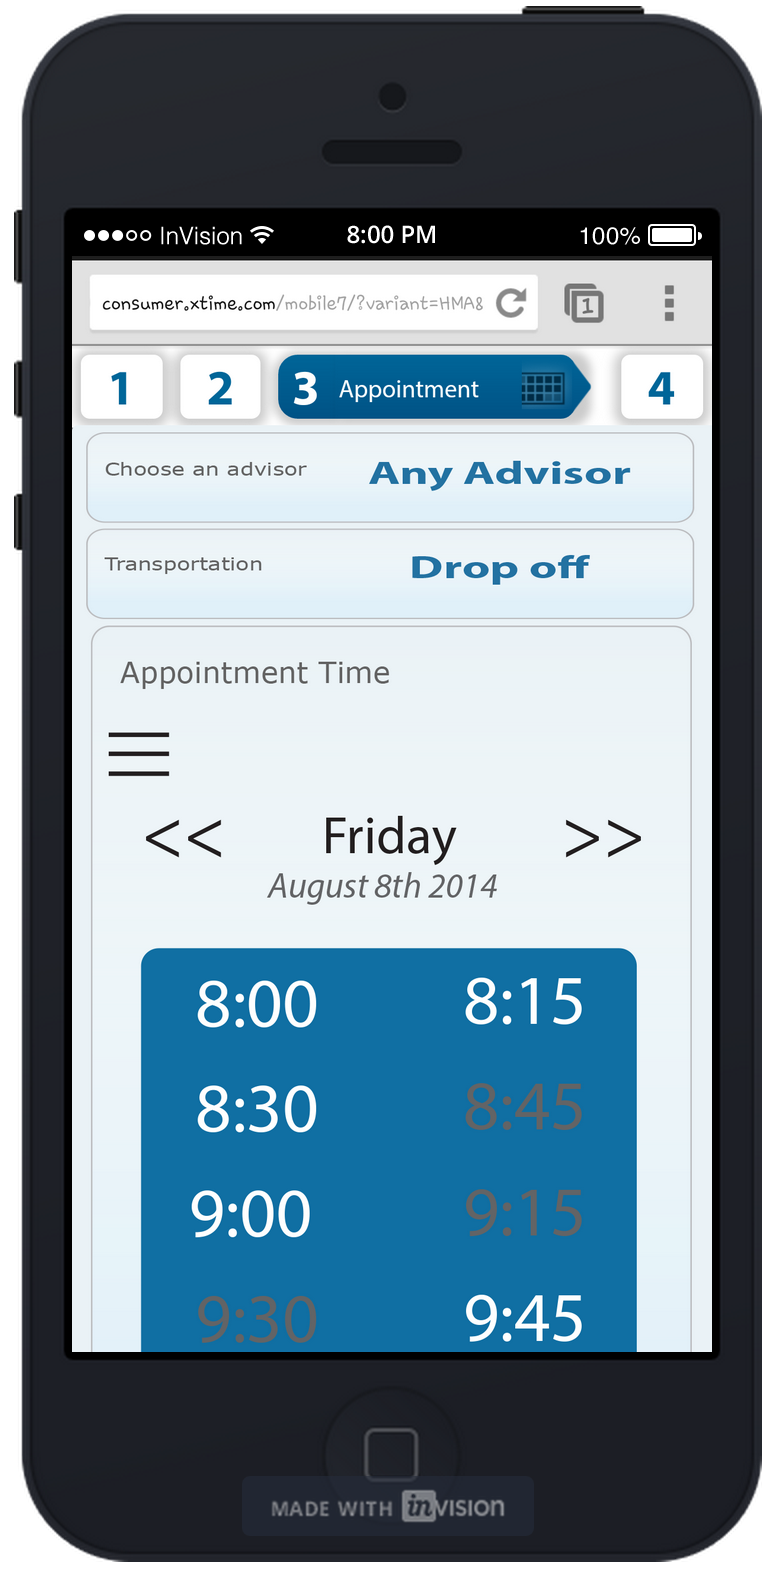 InVision 8:00 PM 100%
consumer.xtime.com/mobile7/?variant=HMA& 1
1 2 3 Appointment 4
Choose an advisor Any Advisor
Transportation Drop off
Appointment Time
<< Friday >>
August 8th 2014
8:00 8:15
8:30 8:45
9:00 9:15
9:30 9:45
MADE WITH inVISION